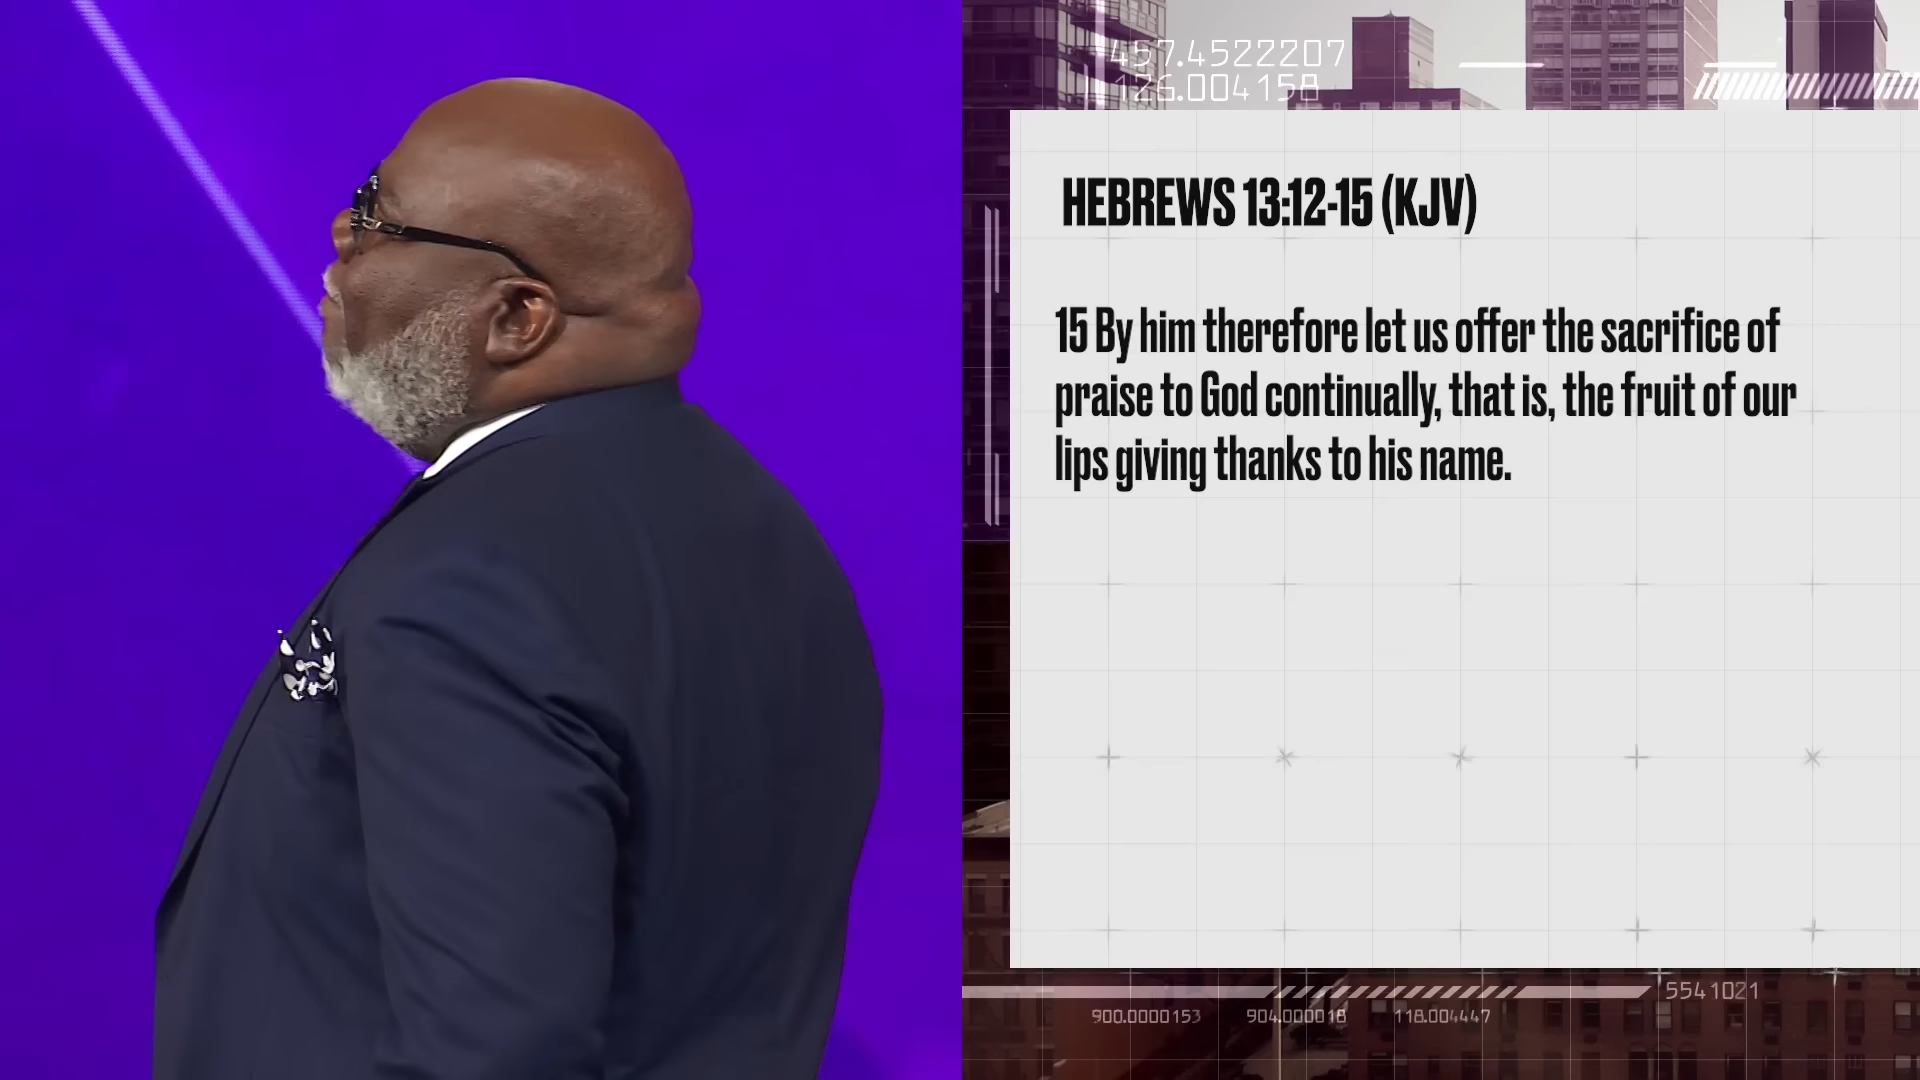 457.4522207
126.004158
HEBREWS 13:12-15 (KJV)
15 By him therefore let us offer the sacrifice of
praise to God continually, that is, the fruit of our
lips giving thanks to his name.
5541021
900.0000153 904.0000018 118.004447